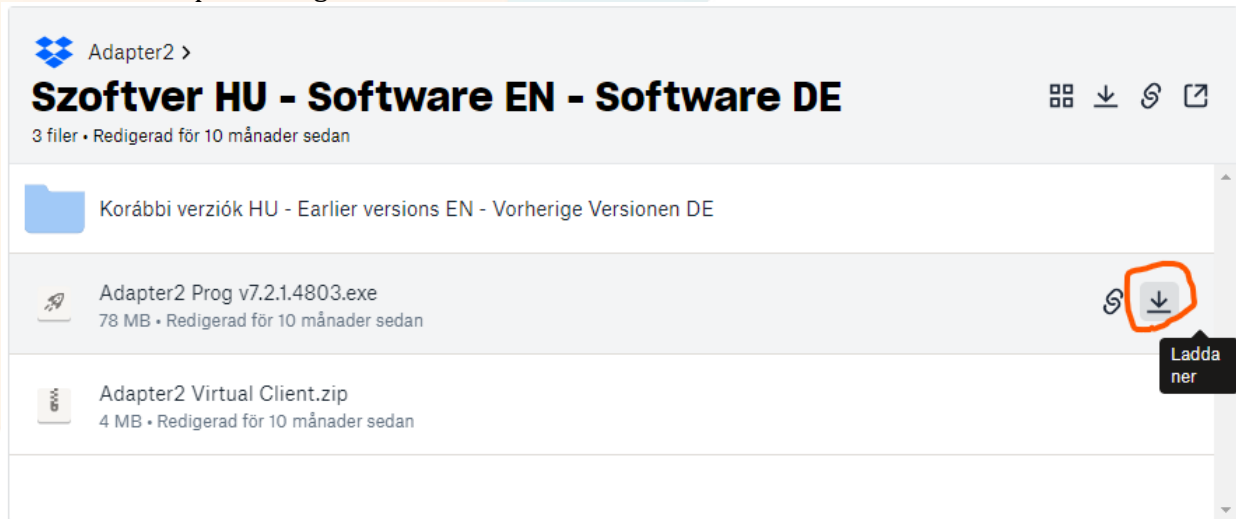 Adapter2 >
Szoftver HU - Software EN - Software DE
3 filer • Redigerad för 10 månader sedan
Korábbi verziók HU - Earlier versions EN - Vorherige Versionen DE
Adapter2 Prog v7.2.1.4803.exe
78 MB • Redigerad för 10 månader sedan
Ladda
ner
Adapter2 Virtual Client.zip
4 MB • Redigerad för 10 månader sedan